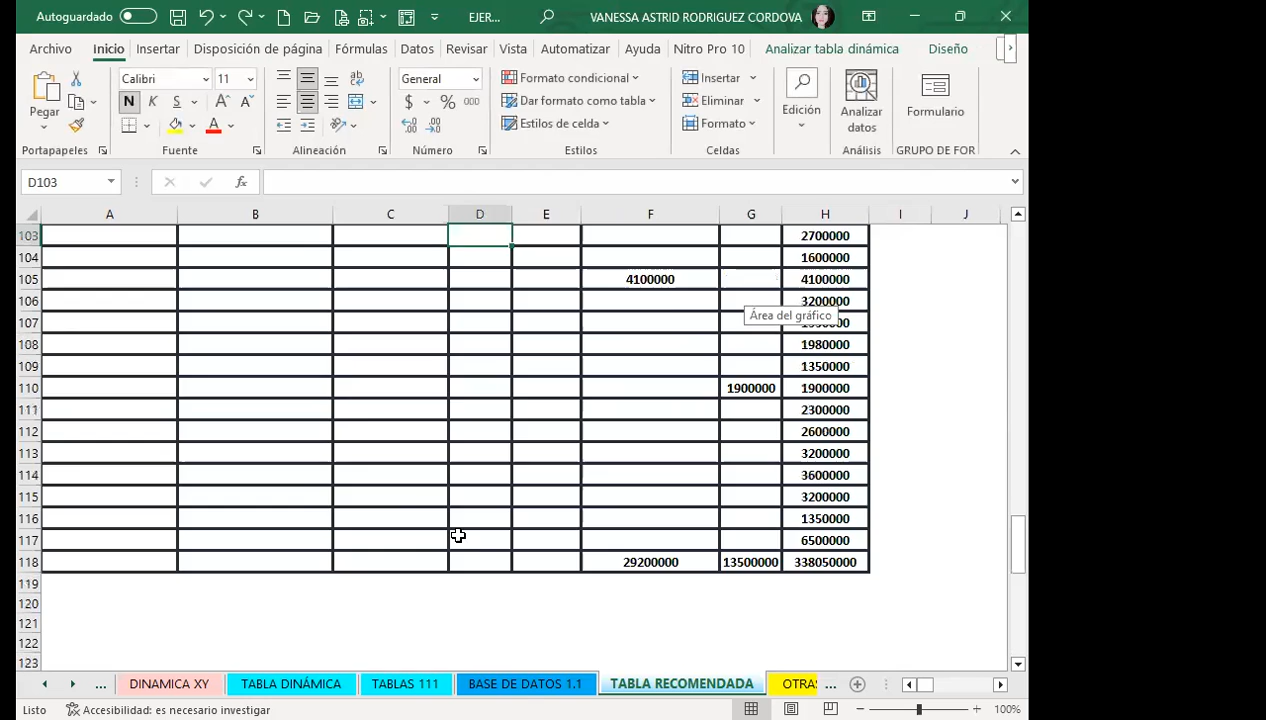 Autoguardado EJER... VANESSA ASTRID RODRIGUEZ CORDOVA
Archivo Inicio Insertar Disposición de página Fórmulas Datos Revisar Vista Automatizar Ayuda Nitro Pro 10 Analizar tabla dinámica Diseño
Pegar Calibri 11 General Formato condicional Insertar Edición Analizar datos Formulario
N K S A A ab $ % 000 Dar formato como tabla Eliminar
A Estilos de celda Formato
Portapapeles Fuente Alineación Número Estilos Celdas Análisis GRUPO DE FOR
D103 fx
A B C D E F G H I J
103 2700000
104 1600000
105 4100000 4100000
106 3200000
Área del gráfico
107
108 1980000
109 1350000
110 1900000 1900000
111 2300000
112 2600000
113 3200000
114 3600000
115 3200000
116 1350000
117 6500000
118 29200000 13500000 338050000
119
120
121
122
123
... DINAMICA XY TABLA DINÁMICA TABLAS 111 BASE DE DATOS 1.1 TABLA RECOMENDADA OTRAS ...
Listo Accesibilidad: es necesario investigar 100%